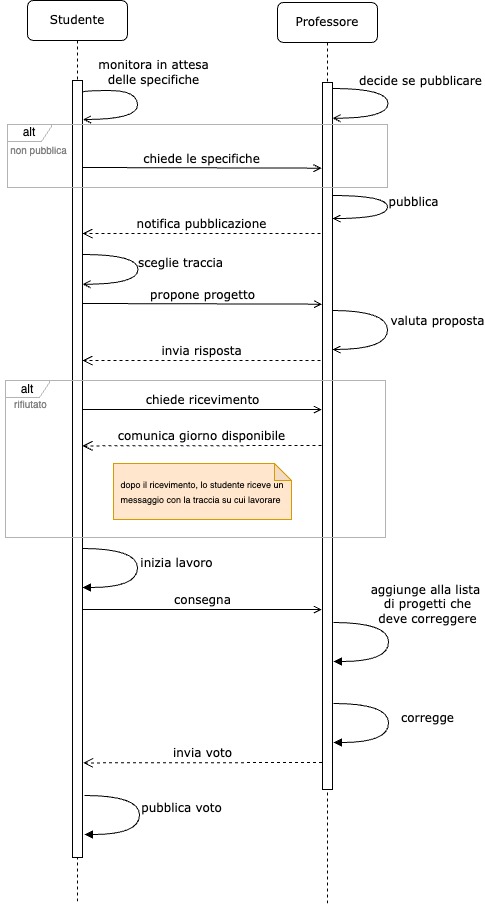 Studente
Professore
monitora in attesa
delle specifiche
decide se pubblicare
alt
non pubblica
chiede le specifiche
pubblica
notifica pubblicazione
sceglie traccia
propone progetto
valuta proposta
invia risposta
alt
rifiutato
chiede ricevimento
comunica giorno disponibile
dopo il ricevimento, lo studente riceve un
messaggio con la traccia su cui lavorare
inizia lavoro
consegna
aggiunge alla lista
di progetti che
deve correggere
corregge
invia voto
pubblica voto